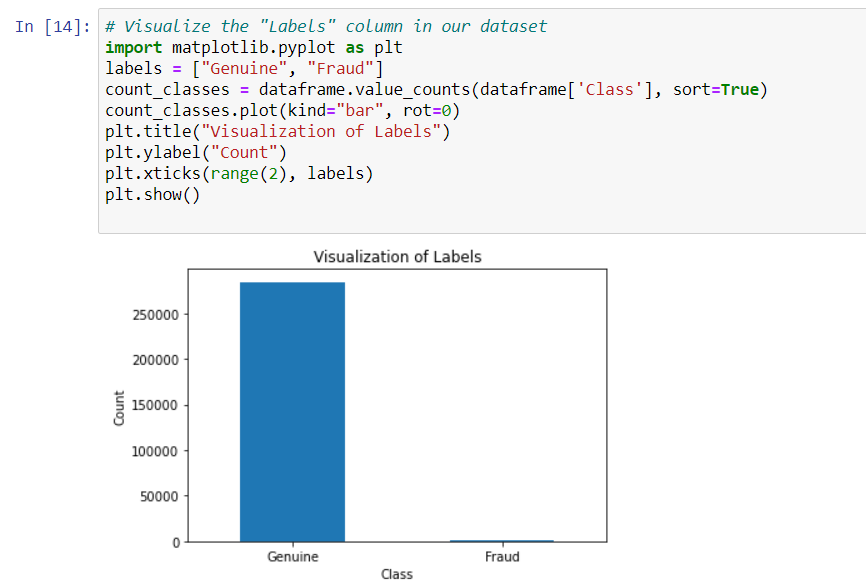 In [14]: # Visualize the "Labels" column in our dataset
import matplotlib.pyplot as plt
labels = ["Genuine", "Fraud"]
count_classes = dataframe.value_counts(dataframe['Class'], sort=True)
count_classes.plot(kind="bar", rot=0)
plt.title("Visualization of Labels")
plt.ylabel("Count")
plt.xticks(range(2), labels)
plt.show()
Visualization of Labels
250000
200000
150000
100000
50000
0
Count
Genuine Fraud
Class